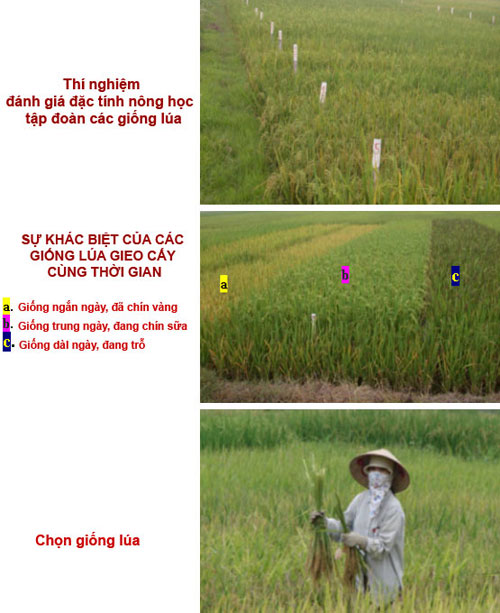 Thí nghiệm
đánh giá đặc tính nông học
tập đoàn các giống lúa
SỰ KHÁC BIỆT CỦA CÁC
GIỐNG LÚA GIEO CẤY
CÙNG THỜI GIAN
a. Giống ngắn ngày, đã chín vàng
b. Giống trung ngày, đang chín sữa
c. Giống dài ngày, đang trỗ
a
b
c
Chọn giống lúa